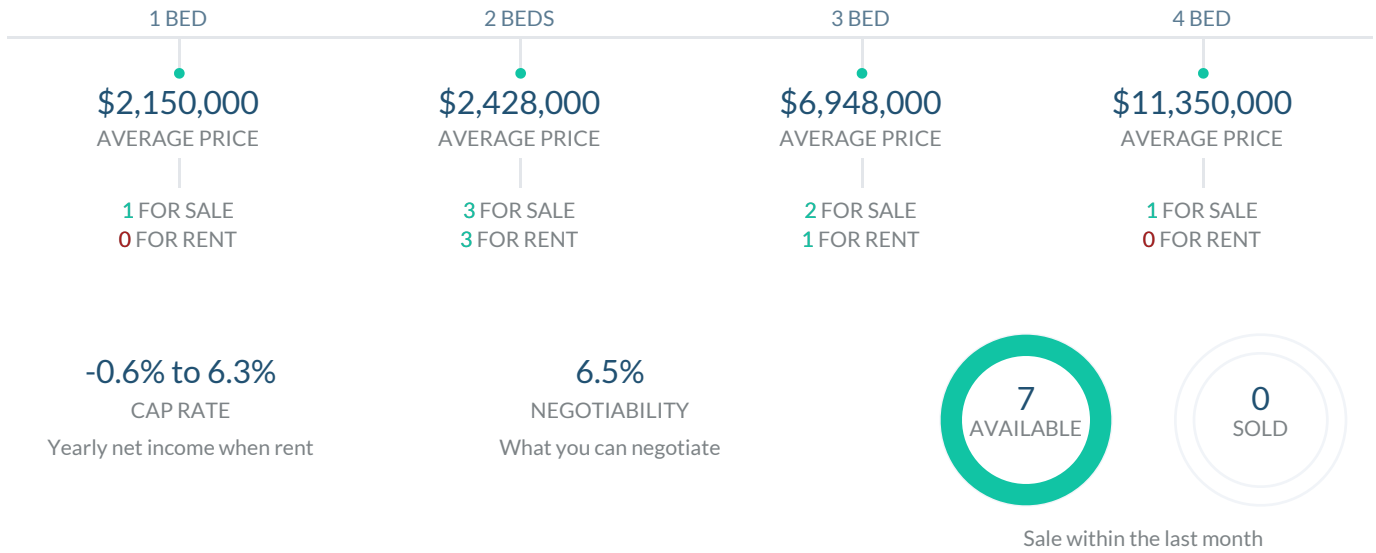 1 BED
2 BEDS
3 BED
4 BED
$2,150,000
AVERAGE PRICE
1 FOR SALE
0 FOR RENT
$2,428,000
AVERAGE PRICE
3 FOR SALE
3 FOR RENT
$6,948,000
AVERAGE PRICE
2 FOR SALE
1 FOR RENT
$11,350,000
AVERAGE PRICE
1 FOR SALE
0 FOR RENT
-0.6% to 6.3%
CAP RATE
Yearly net income when rent
6.5%
NEGOTIABILITY
What you can negotiate
7
AVAILABLE
0
SOLD
Sale within the last month